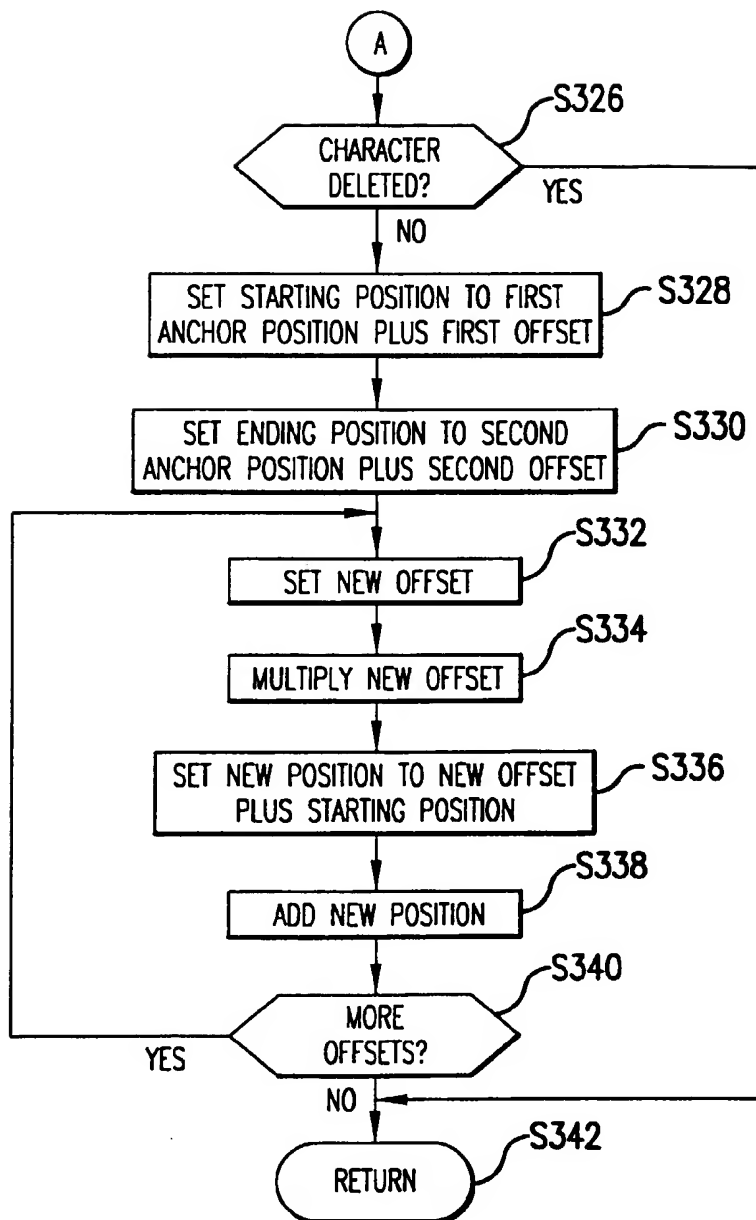 A
S326
CHARACTER
DELETED?
YES
NO
S328
SET STARTING POSITION TO FIRST
ANCHOR POSITION PLUS FIRST OFFSET
S330
SET ENDING POSITION TO SECOND
ANCHOR POSITION PLUS SECOND OFFSET
S332
SET NEW OFFSET
S334
MULTIPLY NEW OFFSET
S336
SET NEW POSITION TO NEW OFFSET
PLUS STARTING POSITION
S338
ADD NEW POSITION
S340
MORE
OFFSETS?
YES
NO
S342
RETURN